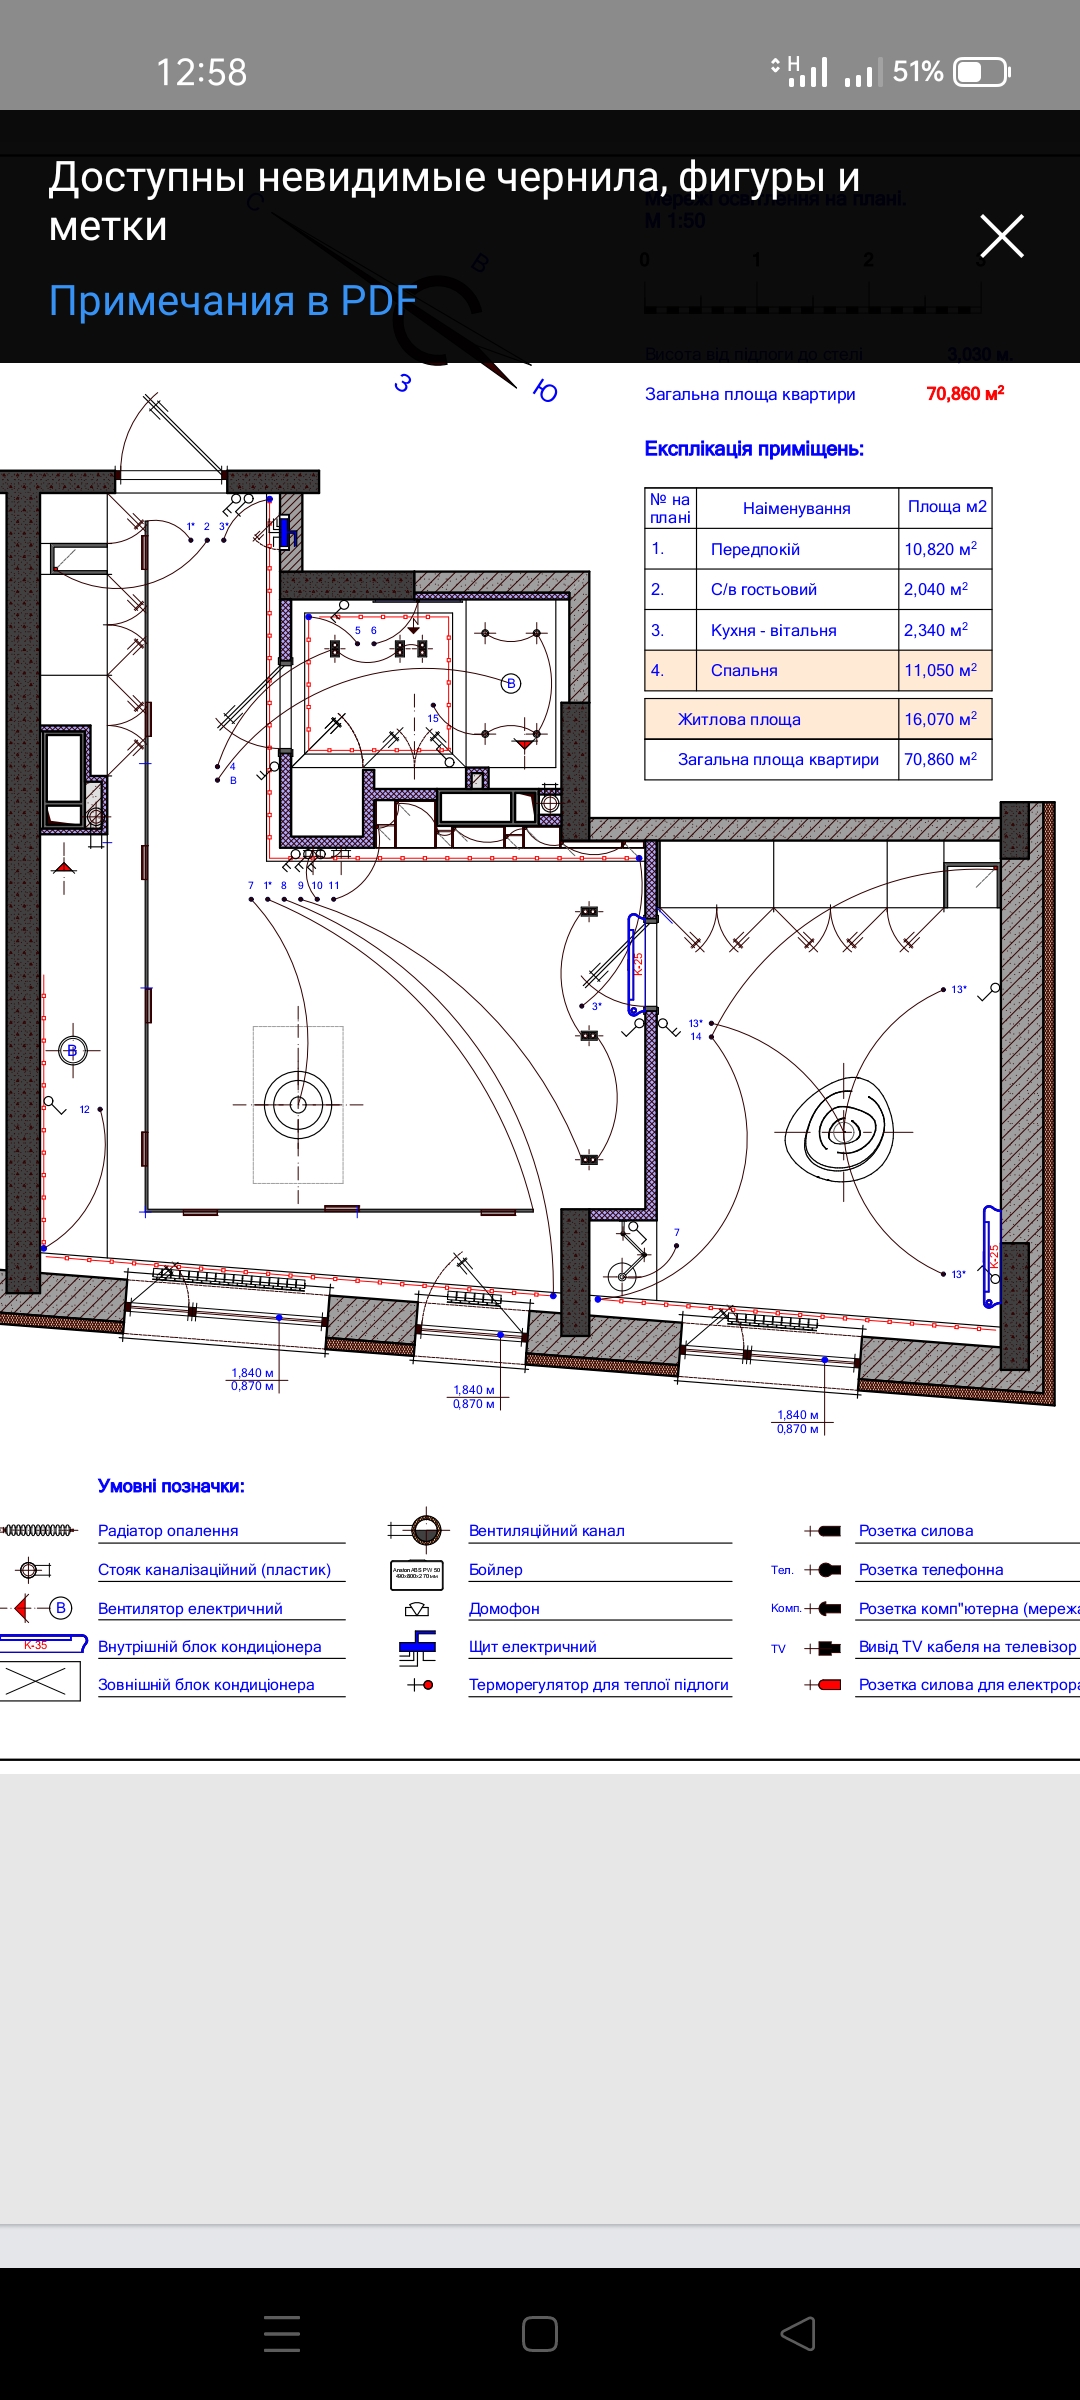 12:58
H
51%
Доступны невидимые чернила, фигуры и
метки
Примечания в PDF
С
В
З
Ю
Мережі освітлення на плані.
М 1:50
0 1 2 3
Висота від підлоги до стелі 3,030 м.
Загальна площа квартири 70,860 м²
Експлікація приміщень:
№ на плані Наіменування Площа м2
1. Передпокій 10,820 м²
2. С/в гостьовий 2,040 м²
3. Кухня - вітальня 2,340 м²
4. Спальня 11,050 м²
Житлова площа 16,070 м²
Загальна площа квартири 70,860 м²
1* 2 3*
5 6
В
15
4
В
7 1* 8 9 10 11
К-25
3*
13*
13*
14
В
12
7
К-25
13*
1,840 м
0,870 м
1,840 м
0,870 м
1,840 м
0,870 м
Умовні позначки:
Радіатор опалення
Стояк каналізаційний (пластик)
В Вентилятор електричний
К-35 Внутрішній блок кондиціонера
Зовнішній блок кондиціонера
Вентиляційний канал
Бойлер
Домофон
Щит електричний
Терморегулятор для теплої підлоги
Розетка силова
Тел. Розетка телефонна
Комп. Розетка комп"ютерна (мережа
TV Вивід TV кабеля на телевізор
Розетка силова для електрора